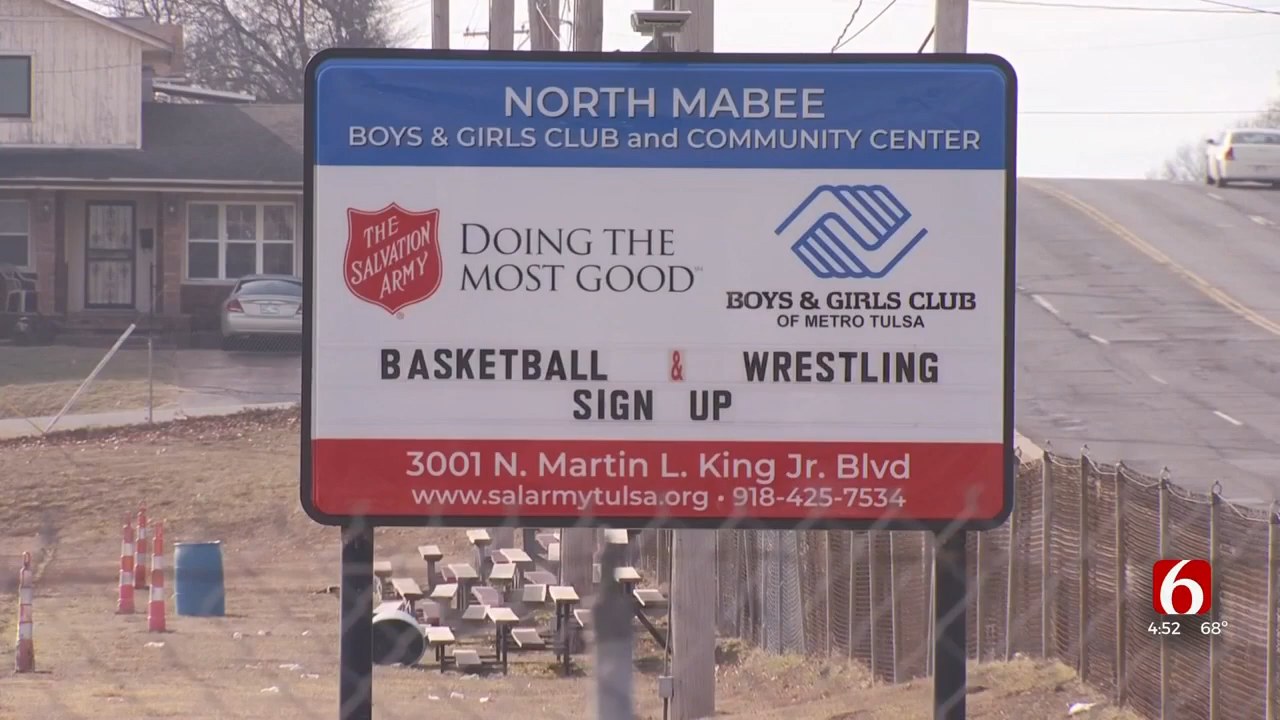 NORTH MABEE
BOYS & GIRLS CLUB and COMMUNITY CENTER
THE
SALVATION
ARMY
DOING THE
MOST GOOD
BOYS & GIRLS CLUB
OF METRO TULSA
BASKETBALL & WRESTLING
SIGN UP
3001 N. Martin L. King Jr. Blvd
www.salarmytulsa.org • 918-425-7534
6
4:52 68°